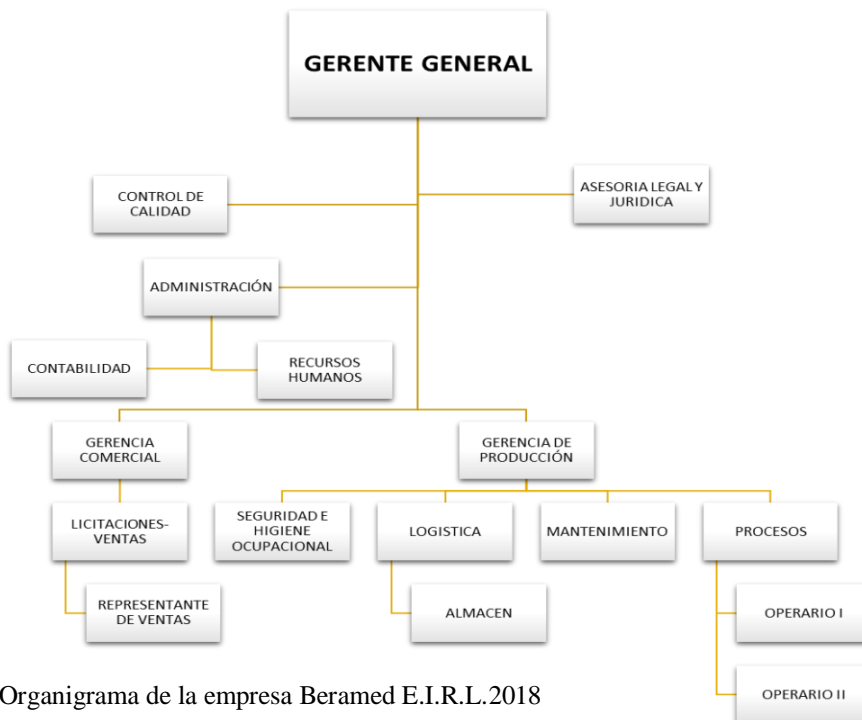 GERENTE GENERAL
CONTROL DE
CALIDAD
ASESORIA LEGAL Y
JURIDICA
ADMINISTRACIÓN
CONTABILIDAD
RECURSOS
HUMANOS
GERENCIA
COMERCIAL
GERENCIA DE
PRODUCCIÓN
LICITACIONES-
VENTAS
SEGURIDAD E
HIGIENE
OCUPACIONAL
LOGISTICA
MANTENIMIENTO
PROCESOS
REPRESENTANTE
DE VENTAS
ALMACEN
OPERARIO I
OPERARIO II
Organigrama de la empresa Beramed E.I.R.L.2018